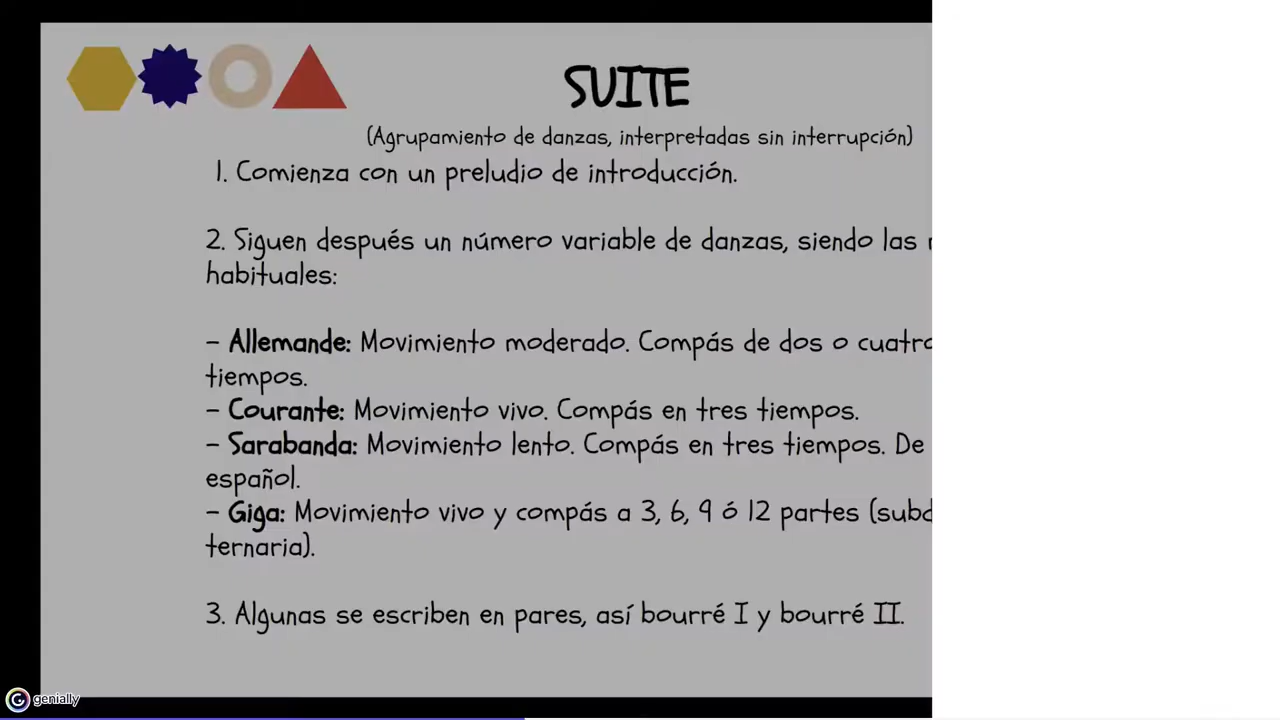 SUITE
(Agrupamiento de danzas, interpretadas sin interrupción)
1. Comienza con un preludio de introducción.
2. Siguen después un número variable de danzas, siendo las
habituales:
- Allemande: Movimiento moderado. Compás de dos o cuatro
tiempos.
- Courante: Movimiento vivo. Compás en tres tiempos.
- Sarabanda: Movimiento lento. Compás en tres tiempos. De
español.
- Giga: Movimiento vivo y compás a 3, 6, 9 ó 12 partes
ternaria).
3. Algunas se escriben en pares, así bourré I y bourré II.
genially